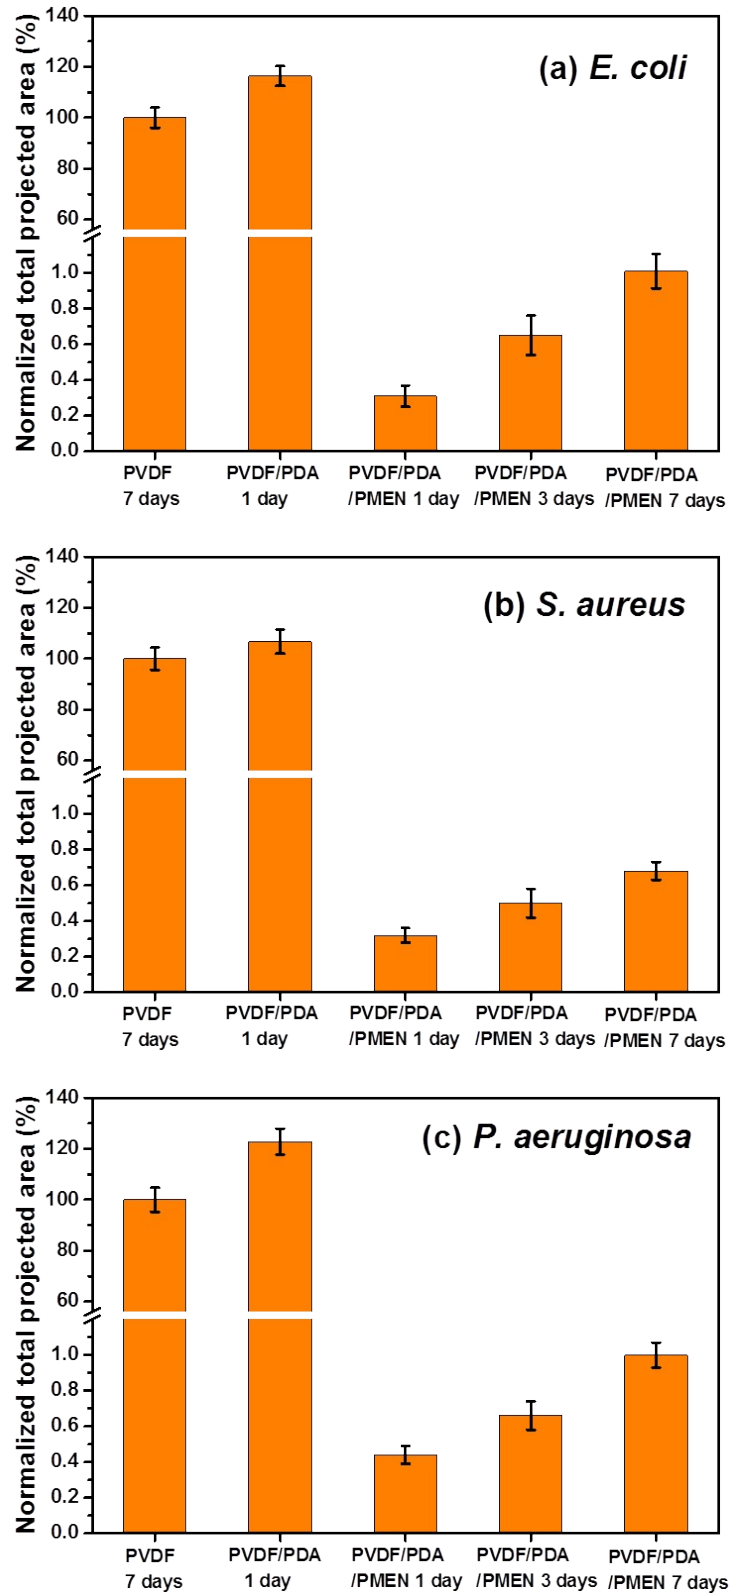 Normalized total projected area (%)
140
120
100
80
60
1.0
0.8
0.6
0.4
0.2
0.0
(a) E. coli
PVDF
7 days
PVDF/PDA
1 day
PVDF/PDA
/PMEN 1 day
PVDF/PDA
/PMEN 3 days
PVDF/PDA
/PMEN 7 days
Normalized total projected area (%)
140
120
100
80
60
1.0
0.8
0.6
0.4
0.2
0.0
(b) S. aureus
PVDF
7 days
PVDF/PDA
1 day
PVDF/PDA
/PMEN 1 day
PVDF/PDA
/PMEN 3 days
PVDF/PDA
/PMEN 7 days
Normalized total projected area (%)
140
120
100
80
60
1.0
0.8
0.6
0.4
0.2
0.0
(c) P. aeruginosa
PVDF
7 days
PVDF/PDA
1 day
PVDF/PDA
/PMEN 1 day
PVDF/PDA
/PMEN 3 days
PVDF/PDA
/PMEN 7 days